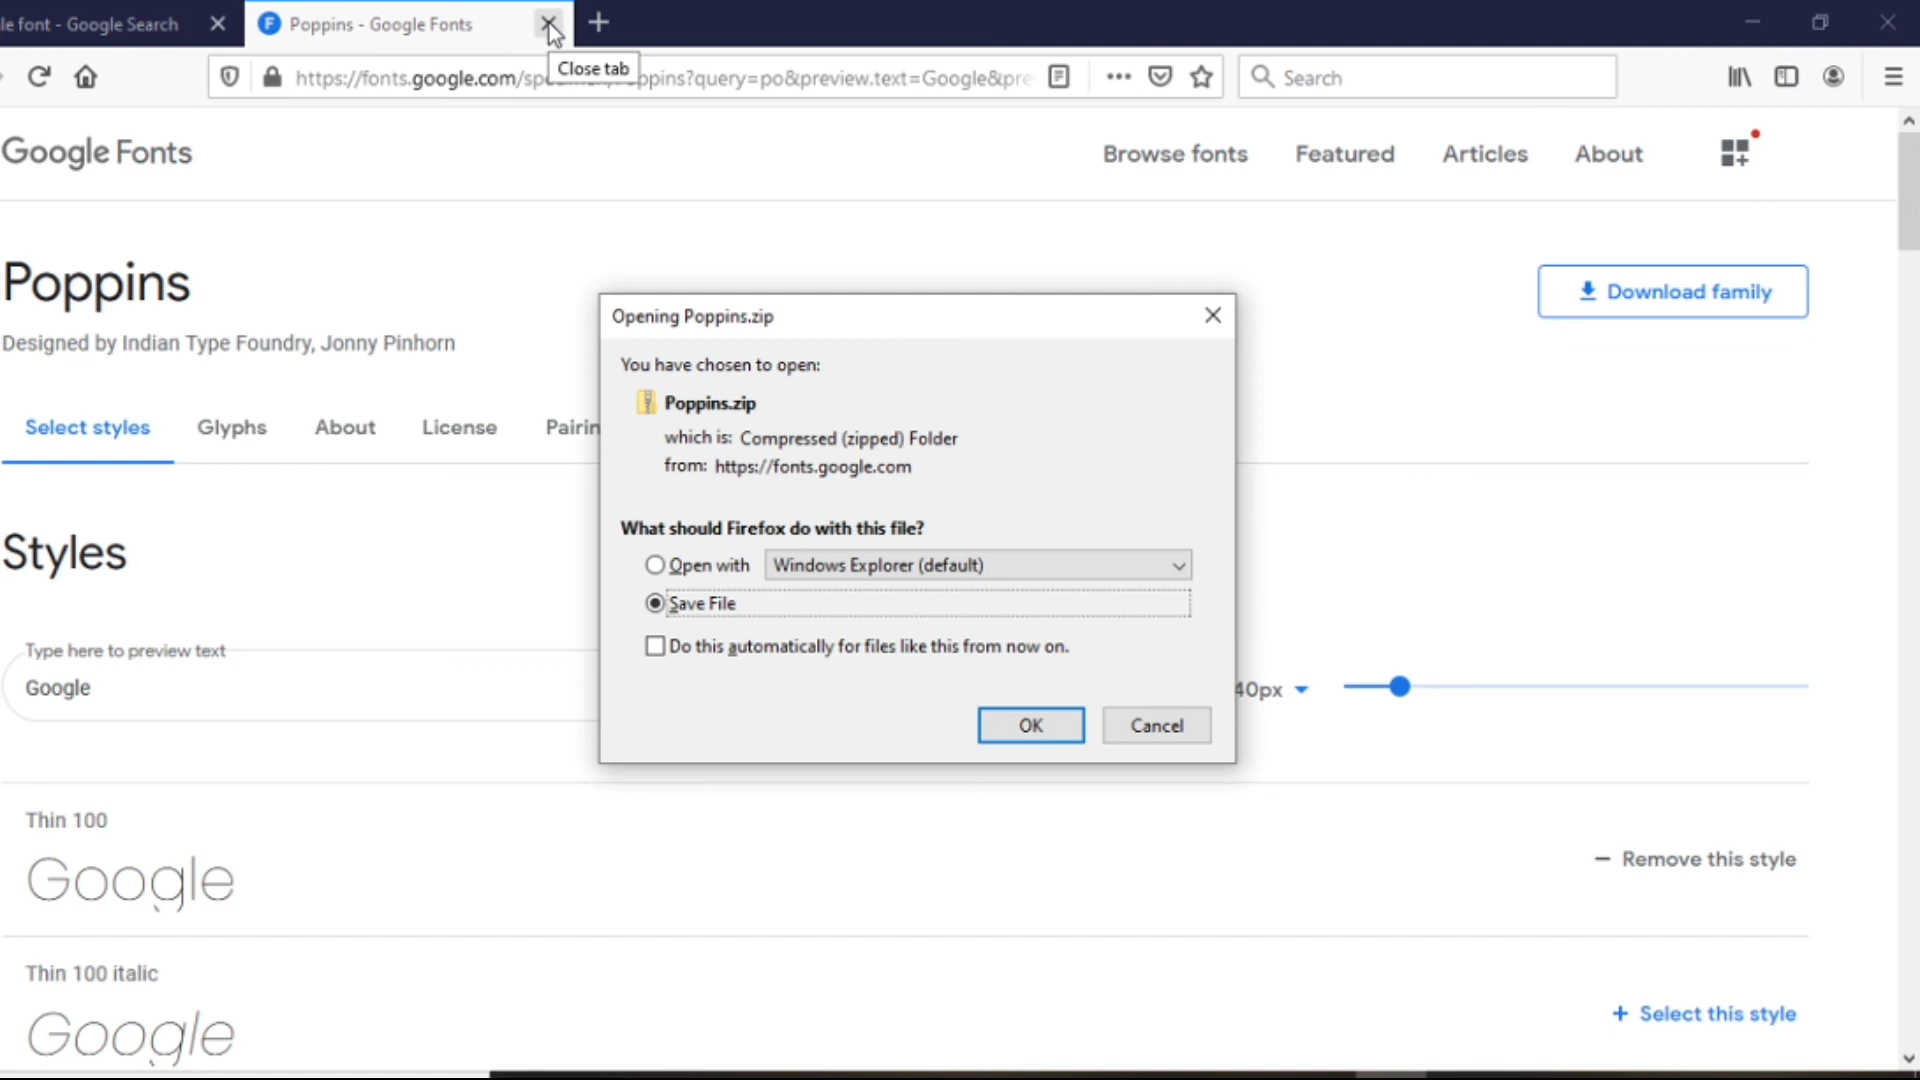 le font - Google Search
Poppins - Google Fonts
Close tab
https://fonts.google.com/sp
ppins?query=po&preview.text=Google&pre
Search
Google Fonts
Browse fonts
Featured
Articles
About
Poppins
Download family
Designed by Indian Type Foundry, Jonny Pinhorn
Select styles
Glyphs
About
License
Pairin
Opening Poppins.zip
You have chosen to open:
Poppins.zip
which is: Compressed (zipped) Folder
from: https://fonts.google.com
What should Firefox do with this file?
Open with Windows Explorer (default)
Save File
Do this automatically for files like this from now on.
OK
Cancel
Styles
Type here to preview text
Google
40px
Thin 100
Google
Remove this style
Thin 100 italic
Google
Select this style